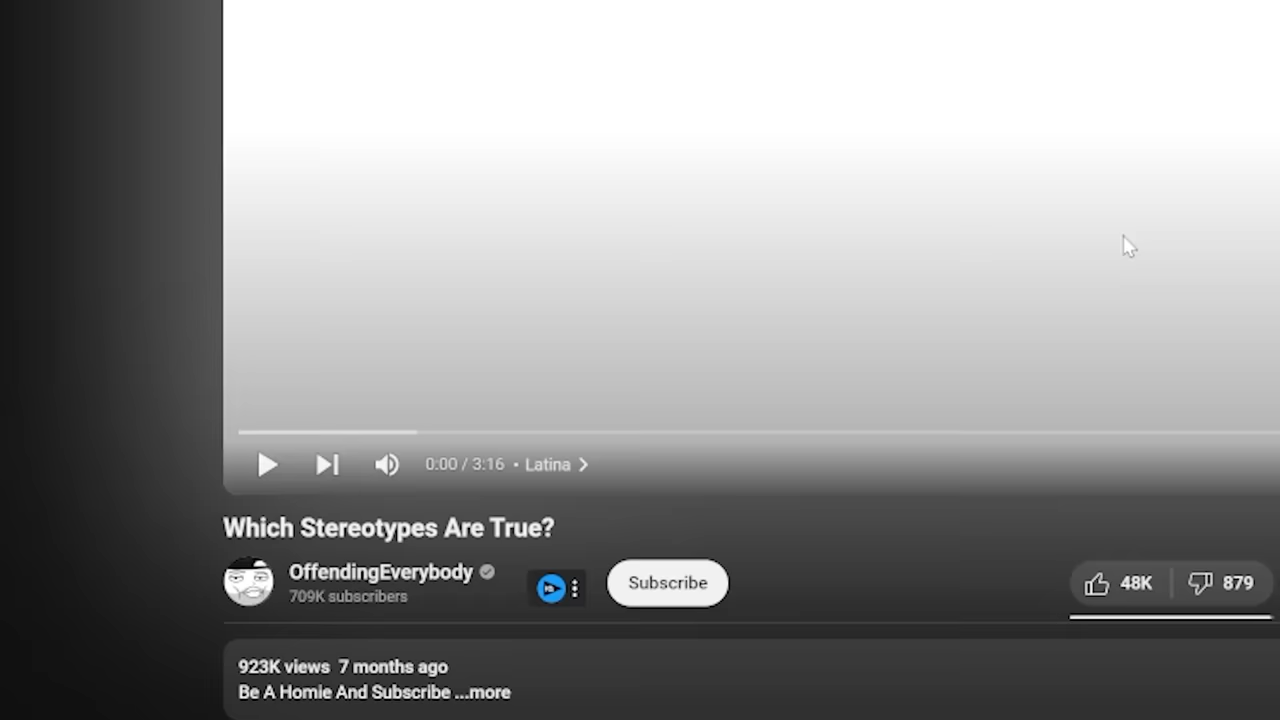 0:00 / 3:16 • Latina
Which Stereotypes Are True?
OffendingEverybody
709K subscribers
Subscribe
48K
879
923K views 7 months ago
Be A Homie And Subscribe ...more